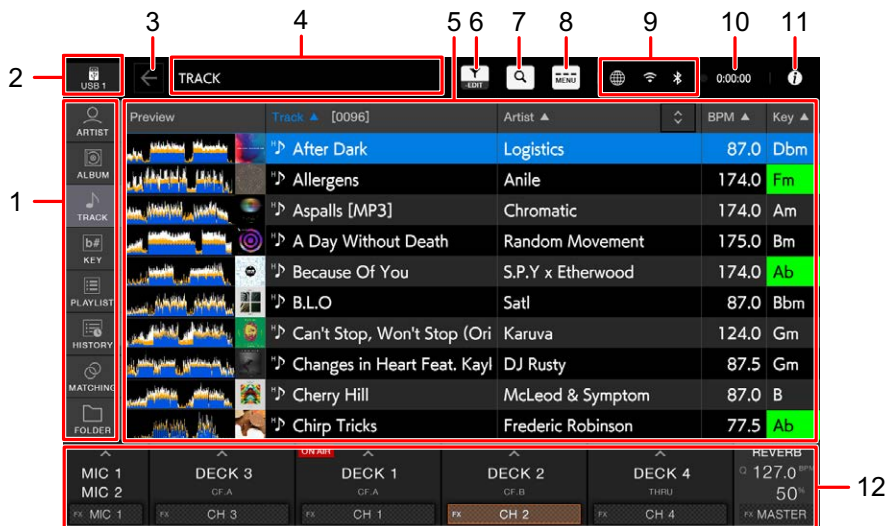 3 4 5 6 7 8 9 10 11
2 USB 1 TRACK EDIT MENU 0:00:00 i
1
ARTIST
ALBUM
TRACK
b#
KEY
PLAYLIST
HISTORY
MATCHING
FOLDER
Preview Track ▲ [0096] Artist ▲ BPM ▲ Key ▲
After Dark Logistics 87.0 Dbm
Allergens Anile 174.0 Fm
Aspalls [MP3] Chromatic 174.0 Am
A Day Without Death Random Movement 175.0 Bm
Because Of You S.P.Y x Etherwood 174.0 Ab
B.L.O Satl 87.0 Bbm
Can't Stop, Won't Stop (Ori Karuva 124.0 Gm
Changes in Heart Feat. Kayl DJ Rusty 87.5 Gm
Cherry Hill McLeod & Symptom 87.0 B
Chirp Tricks Frederic Robinson 77.5 Ab
ON AIR REVERB
MIC 1 DECK 3 DECK 1 DECK 2 DECK 4 Q 127.0 BPM
MIC 2 CF.A CF.A CF.B THRU 50%
FX MIC 1 FX CH 3 FX CH 1 FX CH 2 FX CH 4 FX MASTER
12